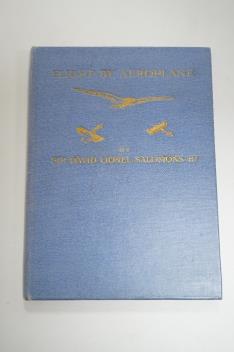 FLIGHT BY AEROPLANE
BY
SIR DAVID LIONEL SALOMONS BT